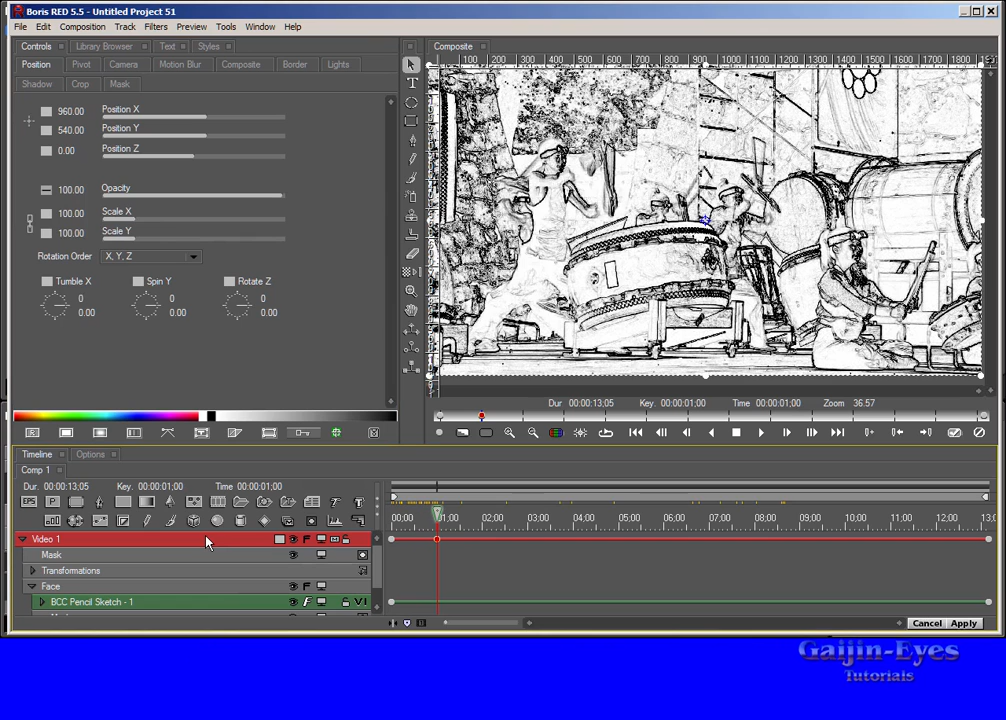 Boris RED 5.5 - Untitled Project 51
File Edit Composition Track Filters Preview Tools Window Help
Controls Library Browser Text Styles
Position Pivot Camera Motion Blur Composite Border Lights
Shadow Crop Mask
960.00 Position X
540.00 Position Y
0.00 Position Z
100.00 Opacity
100.00 Scale X
100.00 Scale Y
Rotation Order X, Y, Z
Tumble X Spin Y Rotate Z
0 0 0
0.00 0.00 0.00
Composite
100 200 300 400 500 600 700 800 900 1000 1100 1200 1300 1400 1500 1600 1700 1800
Dur 00:00:13;05 Key. 00:00:01;00 Time 00:00:01;00 Zoom 36.57
Timeline Options
Comp 1
Dur. 00:00:13;05 Key. 00:00:01;00 Time 00:00:01;00
00;00 01;00 02;00 03;00 04;00 05;00 06;00 07;00 08;00 09;00 10;00 11;00 12;00
Video 1
Mask
Transformations
Face
BCC Pencil Sketch - 1
Cancel Apply
Gaijin-Eyes
Tutorials